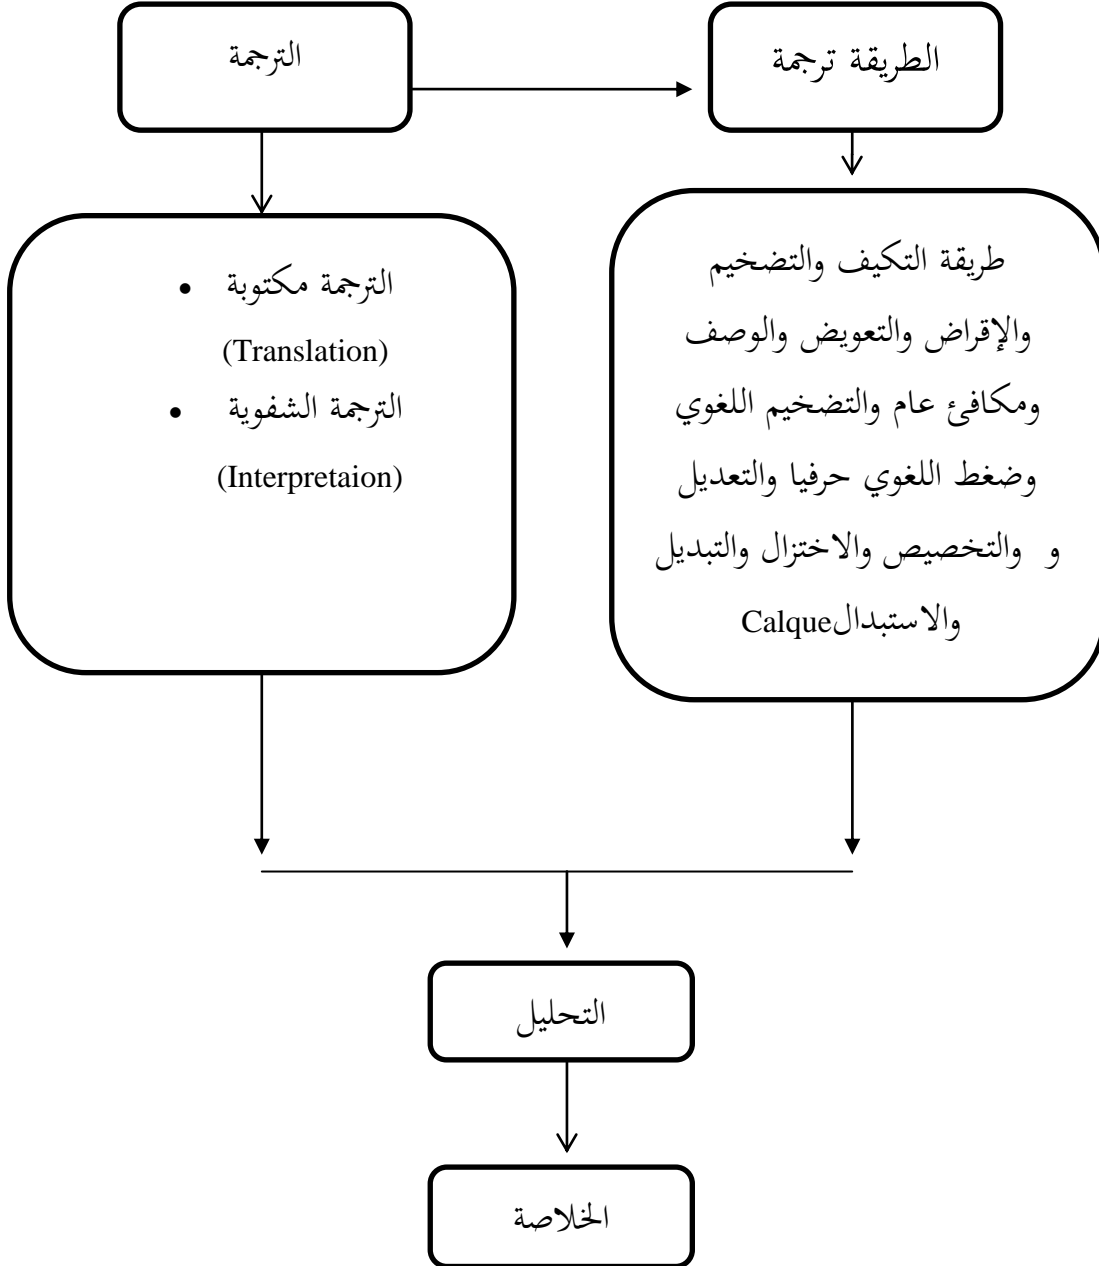 الطريقة ترجمة
الترجمة
طريقة التكيف والتضخيم
والإقراض والتعويض والوصف
ومكافئ عام والتضخيم اللغوي
وضغط اللغوي حرفيا والتعديل
و والتخصيص والاختزال والتبديل
والاستبدالCalque
• الترجمة مكتوبة
(Translation)
• الترجمة الشفوية
(Interpretaion)
التحليل
الخلاصة